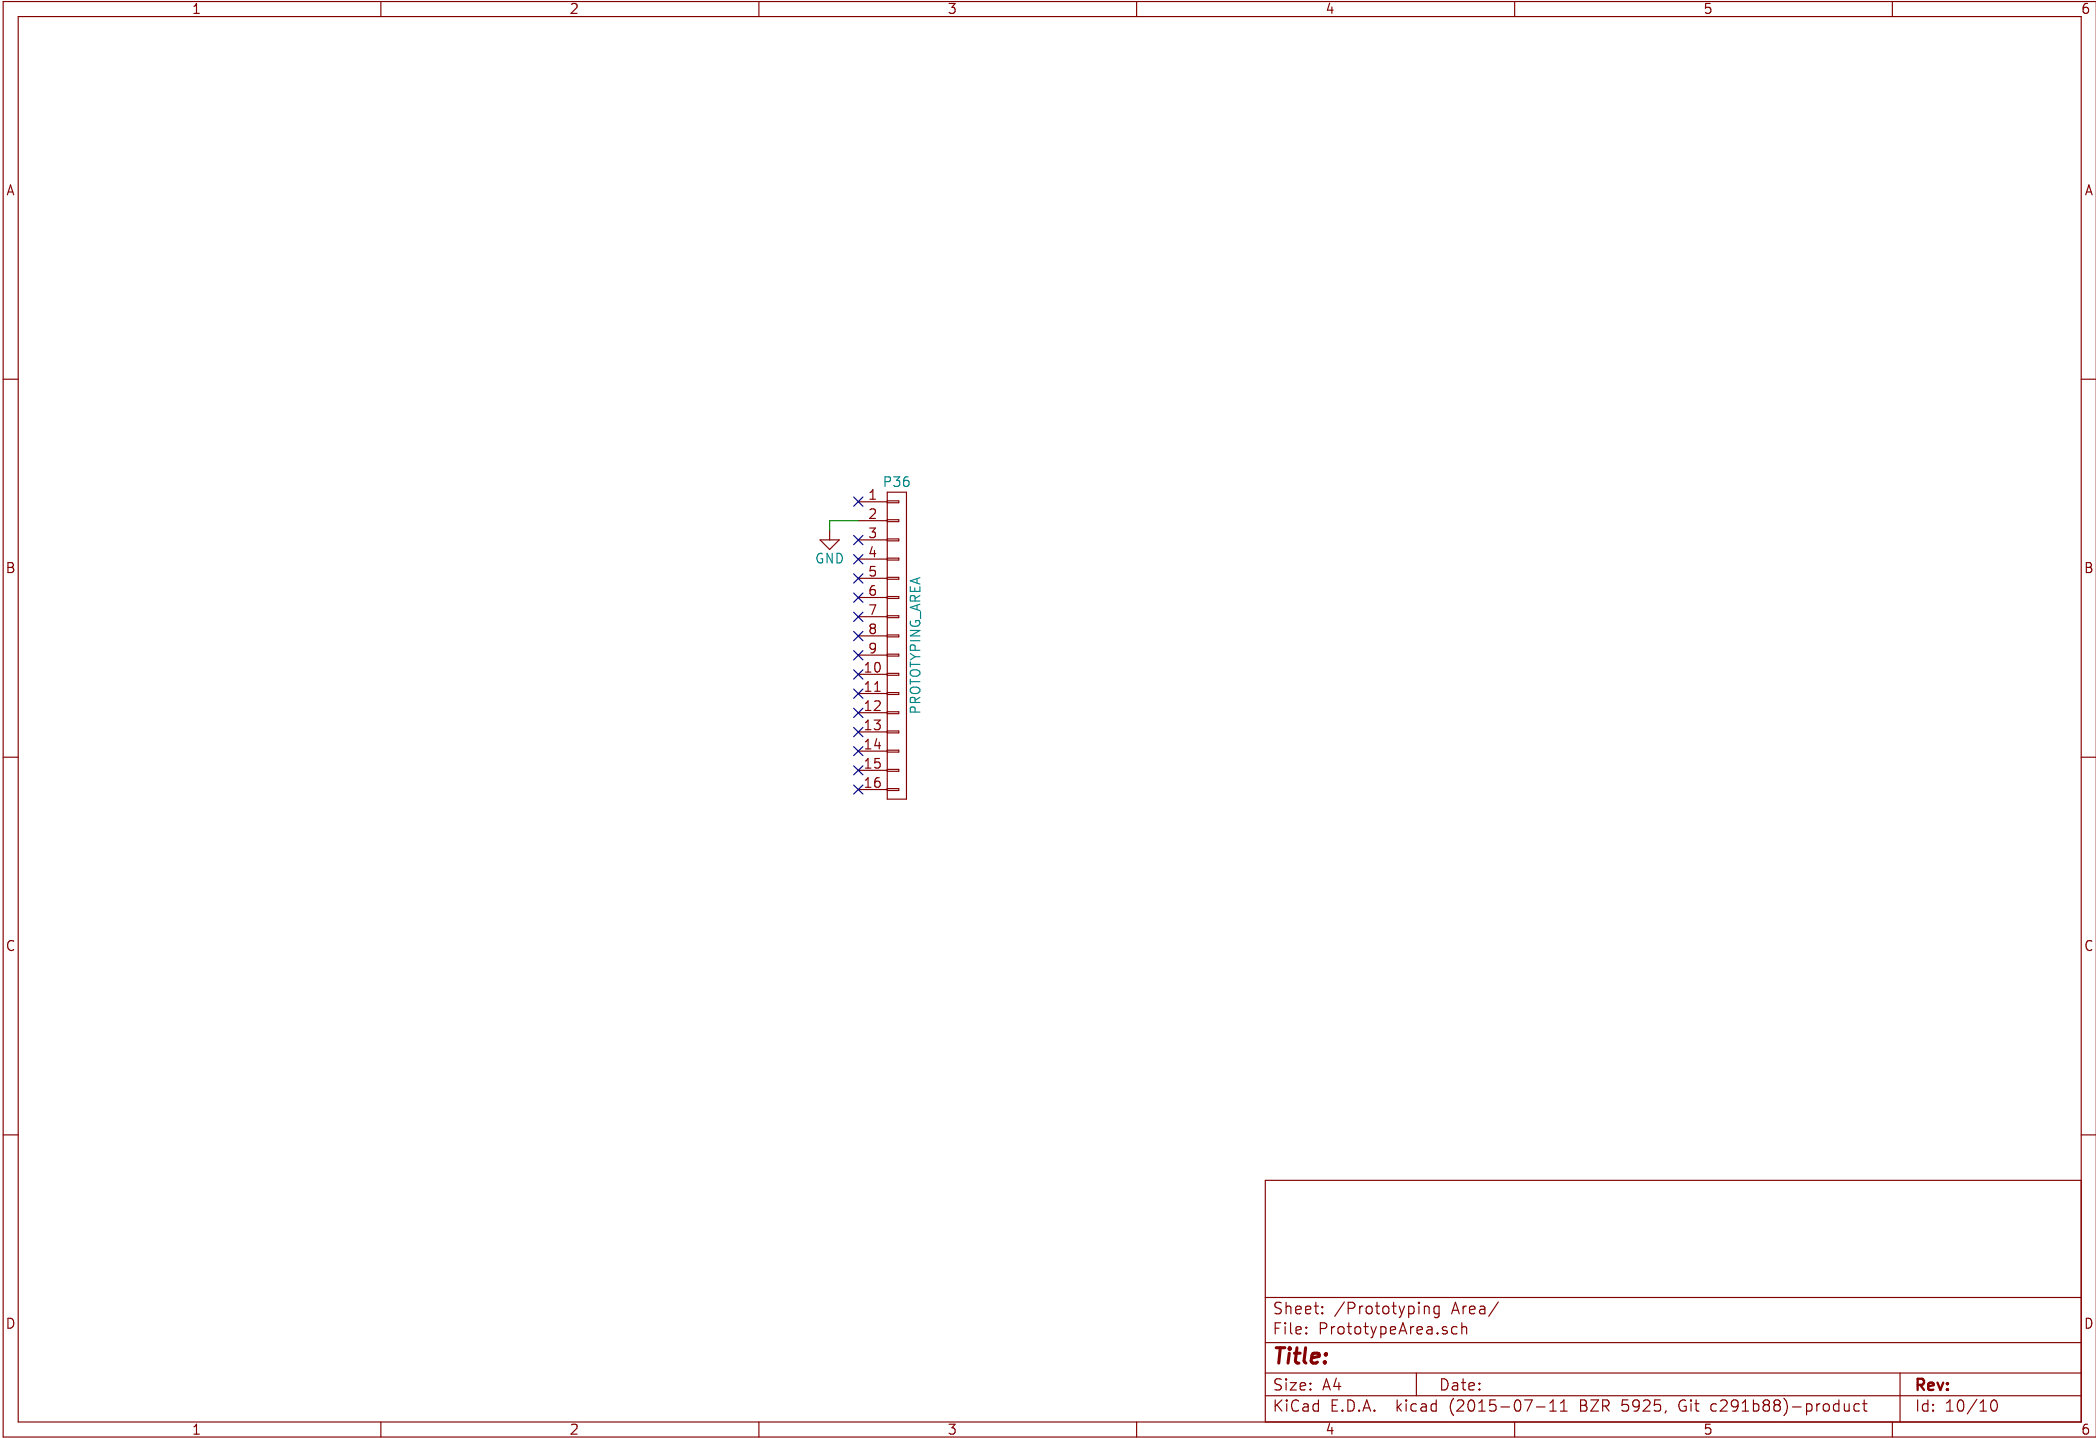 1 2 3 4 5 6
A A
P36
1
2
3
GND
4
B B
5
6
7
8
9
10
11
12
13
14
15
16
PROTOTYPING_AREA
C C
Sheet: /Prototyping Area/
File: PrototypeArea.sch
D D
Title:
Size: A4 Date: Rev:
KiCad E.D.A. kicad (2015-07-11 BZR 5925, Git c291b88)-product Id: 10/10
1 2 3 4 5 6